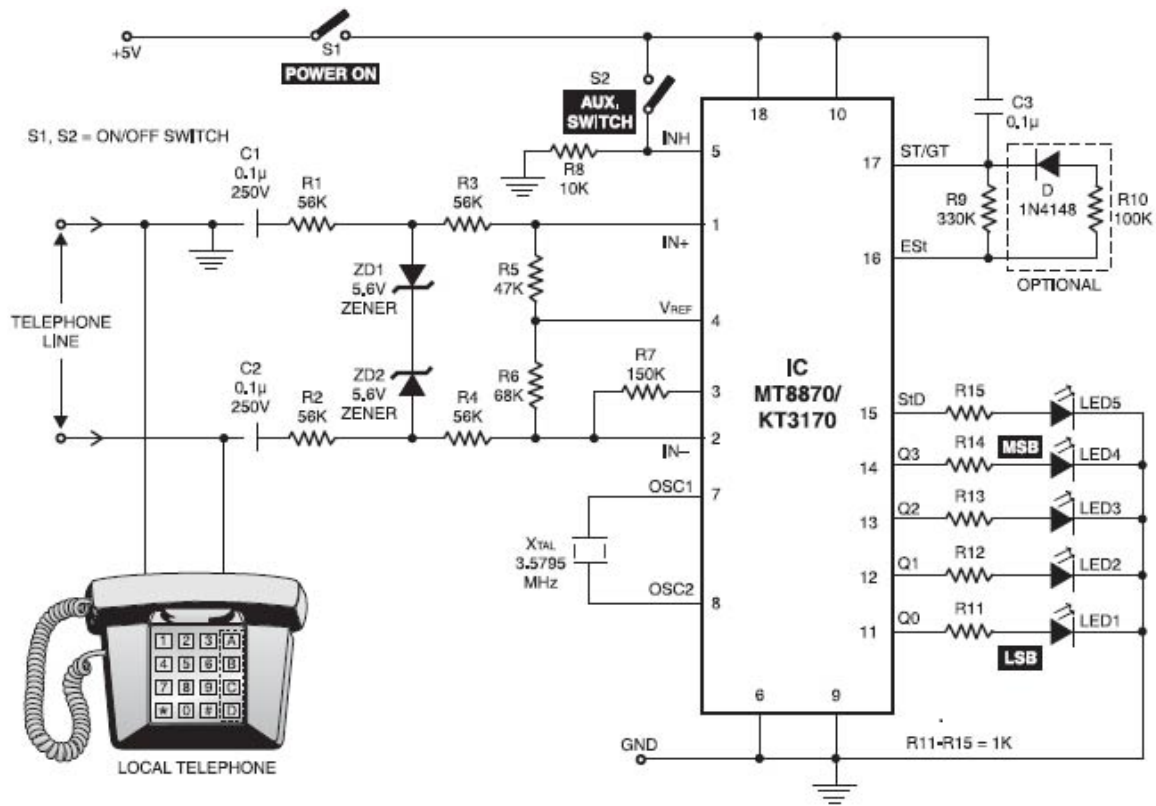 +5V
S1
POWER ON
S2
AUX.
SWITCH
S1, S2 = ON/OFF SWITCH
C1
0.1µ
250V
R1
56K
R3
56K
R8
10K
INH
5
18
10
17
ST/GT
C3
0.1µ
D
1N4148
R9
330K
R10
100K
16
ESt
OPTIONAL
1
IN+
ZD1
5.6V
ZENER
R5
47K
VREF
4
TELEPHONE
LINE
C2
0.1µ
250V
R2
56K
ZD2
5.6V
ZENER
R4
56K
R6
68K
R7
150K
3
2
IN–
IC
MT8870/
KT3170
OSC1
7
XTAL
3.5795
MHz
OSC2
8
15
StD
R15
LED5
14
Q3
R14
MSB
LED4
13
Q2
R13
LED3
12
Q1
R12
LED2
11
Q0
R11
LSB
LED1
6
9
GND
R11-R15 = 1K
1 2 3 A
4 5 6 B
7 8 9 C
* 0 # D
LOCAL TELEPHONE